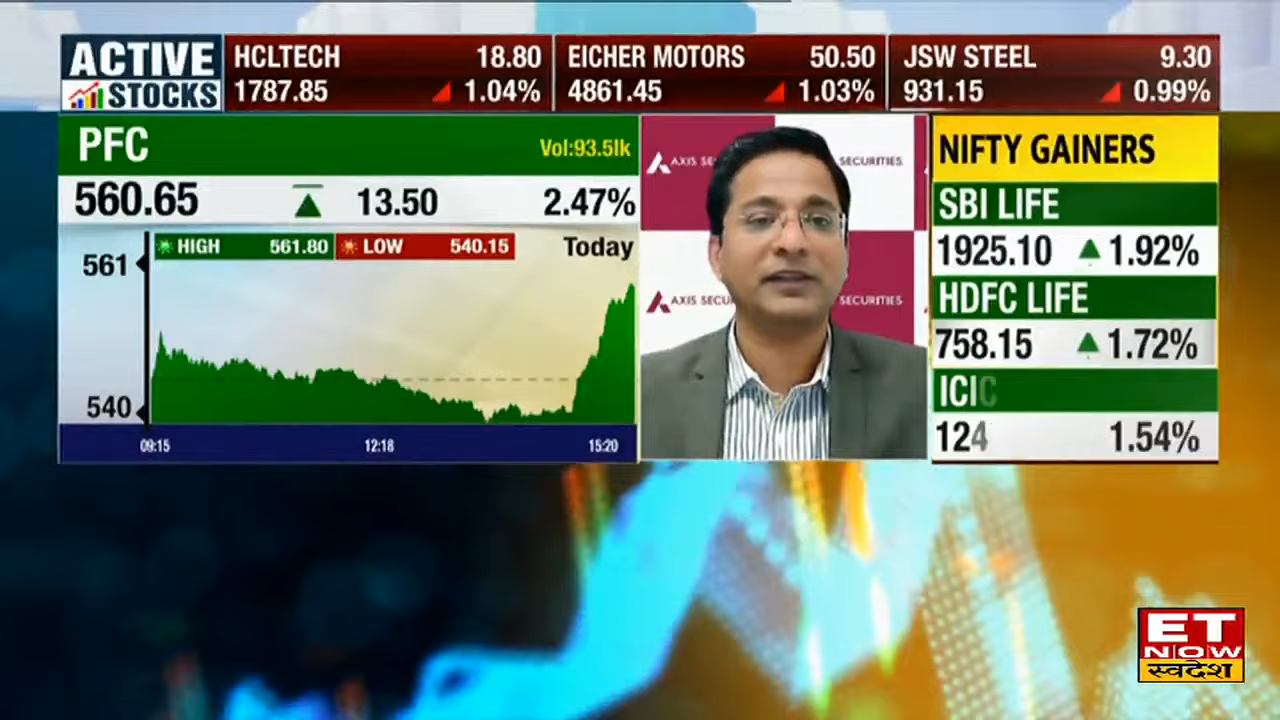 ACTIVE
STOCKS
HCLTECH 18.80
1787.85 1.04%
EICHER MOTORS 50.50
4861.45 1.03%
JSW STEEL 9.30
931.15 0.99%
PFC Vol:93.5lk
560.65 13.50 2.47%
HIGH 561.80 LOW 540.15 Today
561
540
09:15 12:18 15:20
AXIS SE SECURITIES
AXIS SECU SECURITIES
NIFTY GAINERS
SBI LIFE
1925.10 1.92%
HDFC LIFE
758.15 1.72%
ICIC
124 1.54%
ET
NOW
स्वदेश